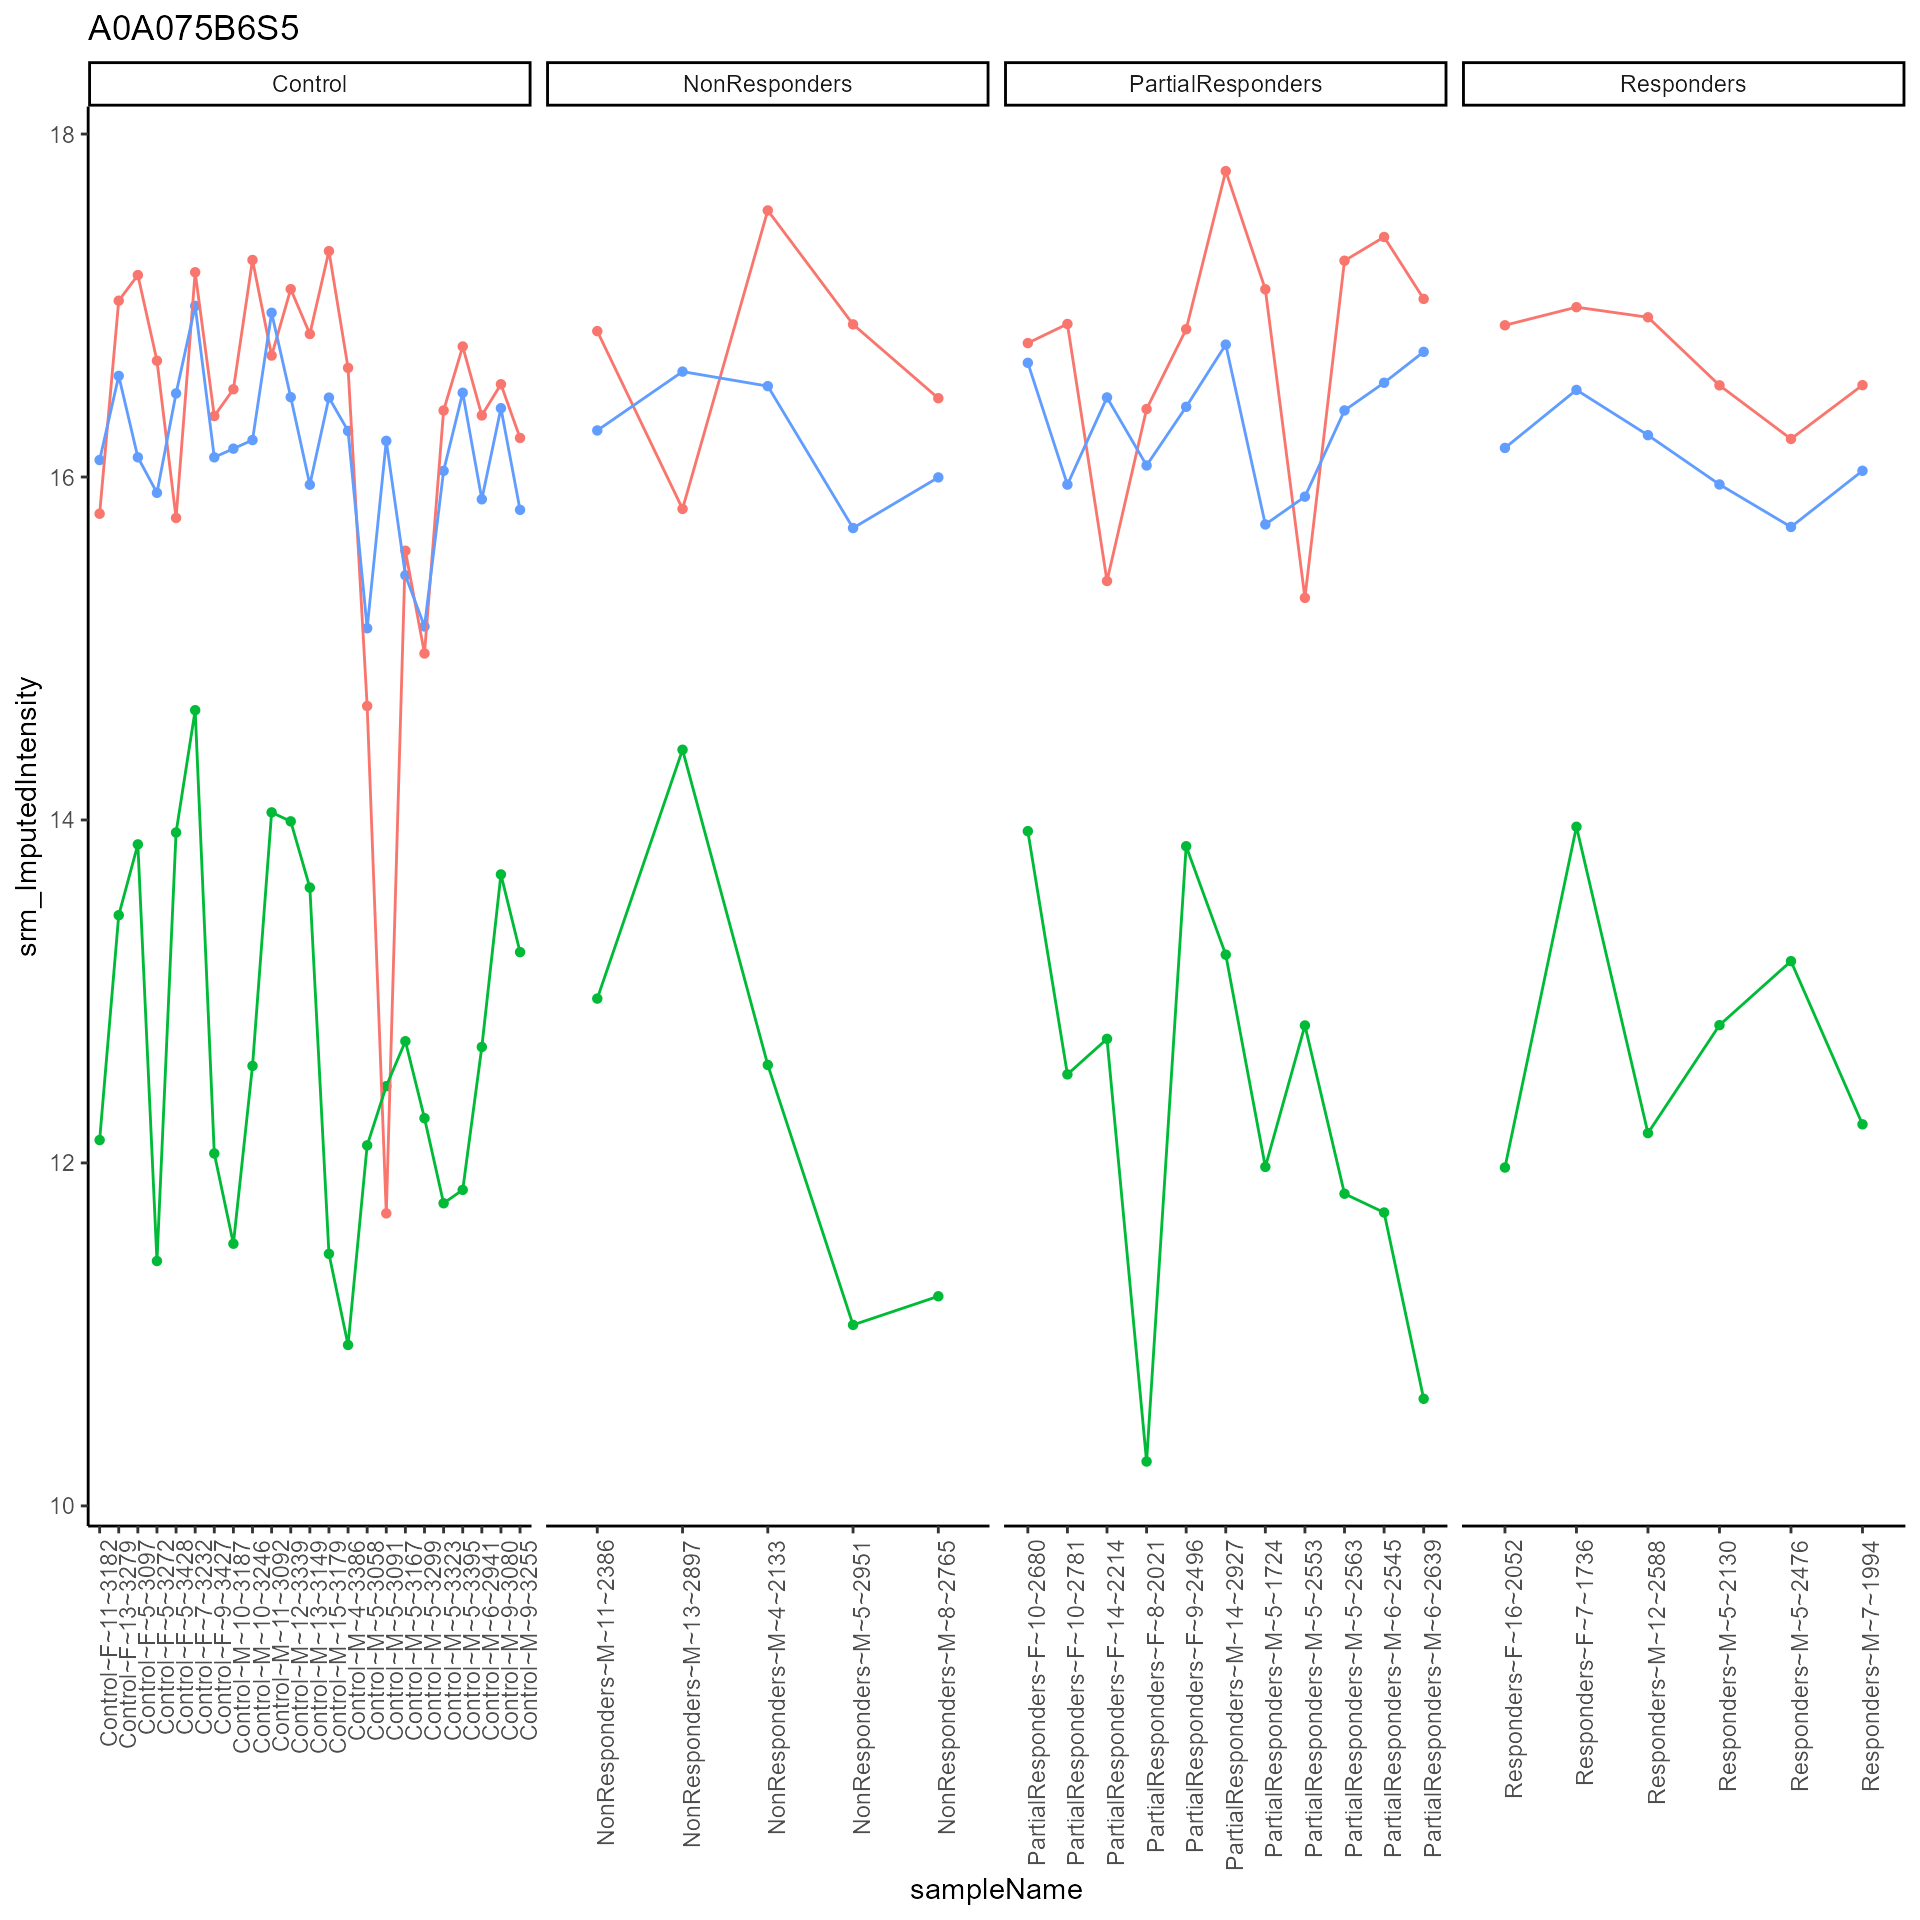 A0A075B6S5
Control
NonResponders
PartialResponders
Responders
srm_ImputedIntensity
18
16
14
12
10
Control~F~11~3182
Control~F~13~3279
Control~F~5~3097
Control~F~5~3272
Control~F~5~3428
Control~F~7~3232
Control~F~9~3427
Control~M~10~3187
Control~M~10~3246
Control~M~11~3092
Control~M~12~3339
Control~M~13~3149
Control~M~15~3179
Control~M~4~3386
Control~M~5~3058
Control~M~5~3091
Control~M~5~3167
Control~M~5~3299
Control~M~5~3323
Control~M~5~3395
Control~M~6~2941
Control~M~9~3080
Control~M~9~3255
NonResponders~M~11~2386
NonResponders~M~13~2897
NonResponders~M~4~2133
NonResponders~M~5~2951
NonResponders~M~8~2765
PartialResponders~F~10~2680
PartialResponders~F~10~2781
PartialResponders~F~14~2214
PartialResponders~F~8~2021
PartialResponders~F~9~2496
PartialResponders~M~14~2927
PartialResponders~M~5~1724
PartialResponders~M~5~2553
PartialResponders~M~5~2563
PartialResponders~M~6~2545
PartialResponders~M~6~2639
Responders~F~16~2052
Responders~F~7~1736
Responders~M~12~2588
Responders~M~5~2130
Responders~M~5~2476
Responders~M~7~1994
sampleName